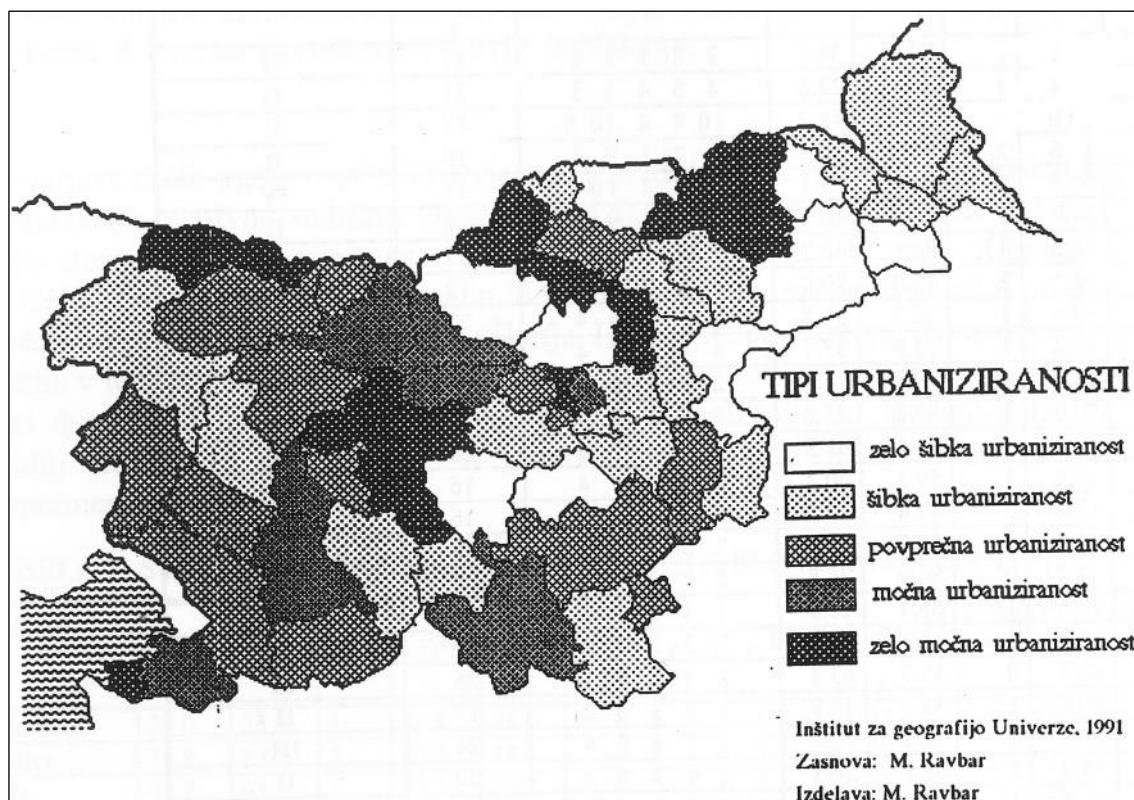 TIPI URBANIZIRANOSTI
zelo šibka urbaniziranost
šibka urbaniziranost
povprečna urbaniziranost
močna urbaniziranost
zelo močna urbaniziranost
Inštitut za geografijo Univerze, 1991
Zasnova: M. Ravbar
Izdelava: M. Ravbar